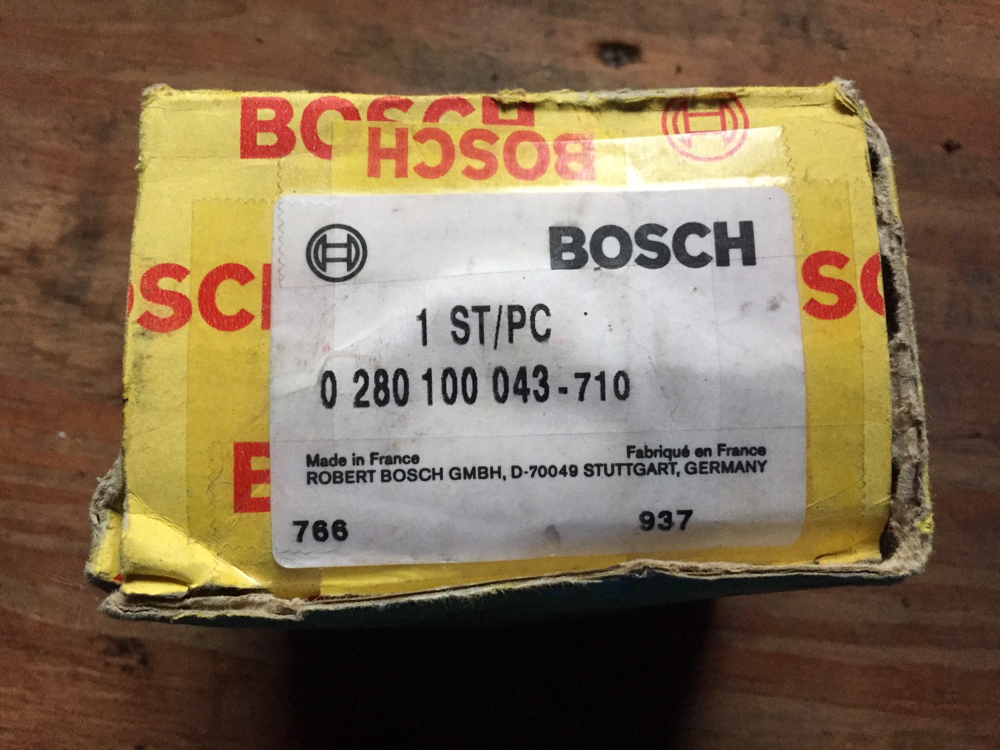 BOSCH
BOSCH
BOSCH
1 ST/PC
0 280 100 043-710
Made in France Fabriqué en France
ROBERT BOSCH GMBH, D-70049 STUTTGART, GERMANY
766 937